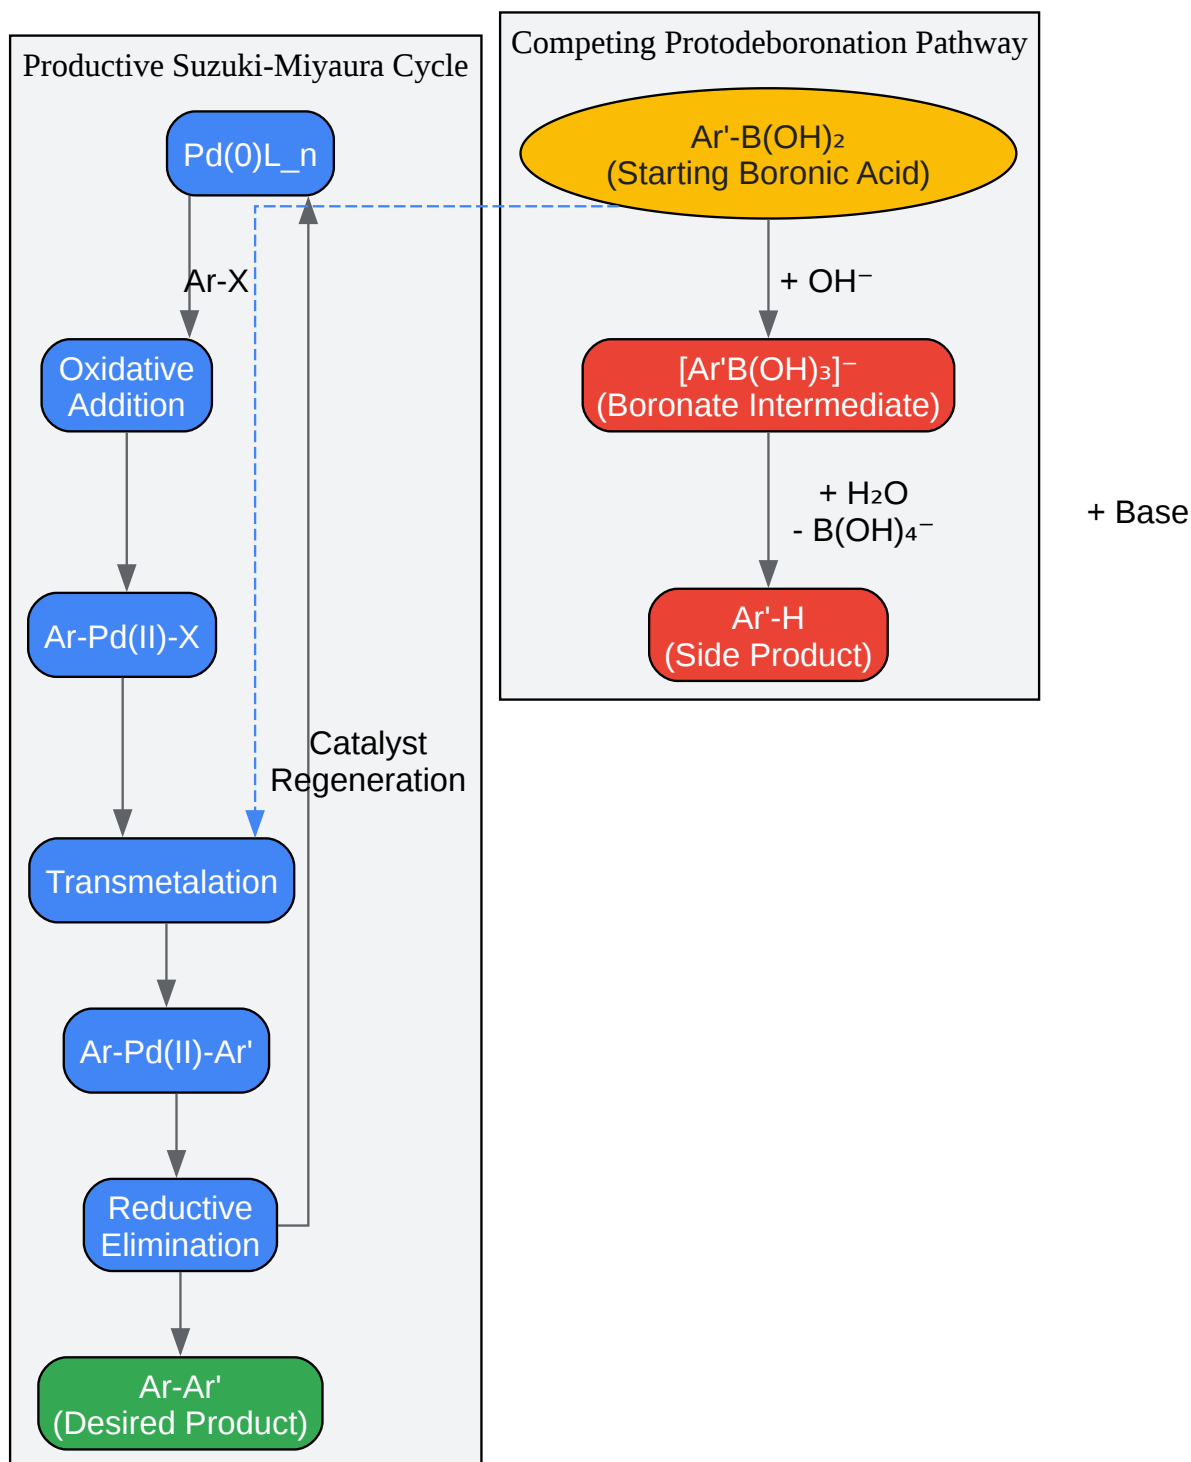 Productive Suzuki-Miyaura Cycle
Pd(0)L_n
Ar-X
Oxidative
Addition
Ar-Pd(II)-X
Catalyst
Regeneration
Transmetalation
Ar-Pd(II)-Ar'
Reductive
Elimination
Ar-Ar'
(Desired Product)
Competing Protodeboronation Pathway
Ar'-B(OH)₂
(Starting Boronic Acid)
+ OH⁻
[Ar'B(OH)₃]⁻
(Boronate Intermediate)
+ H₂O
- B(OH)₄⁻
Ar'-H
(Side Product)
+ Base